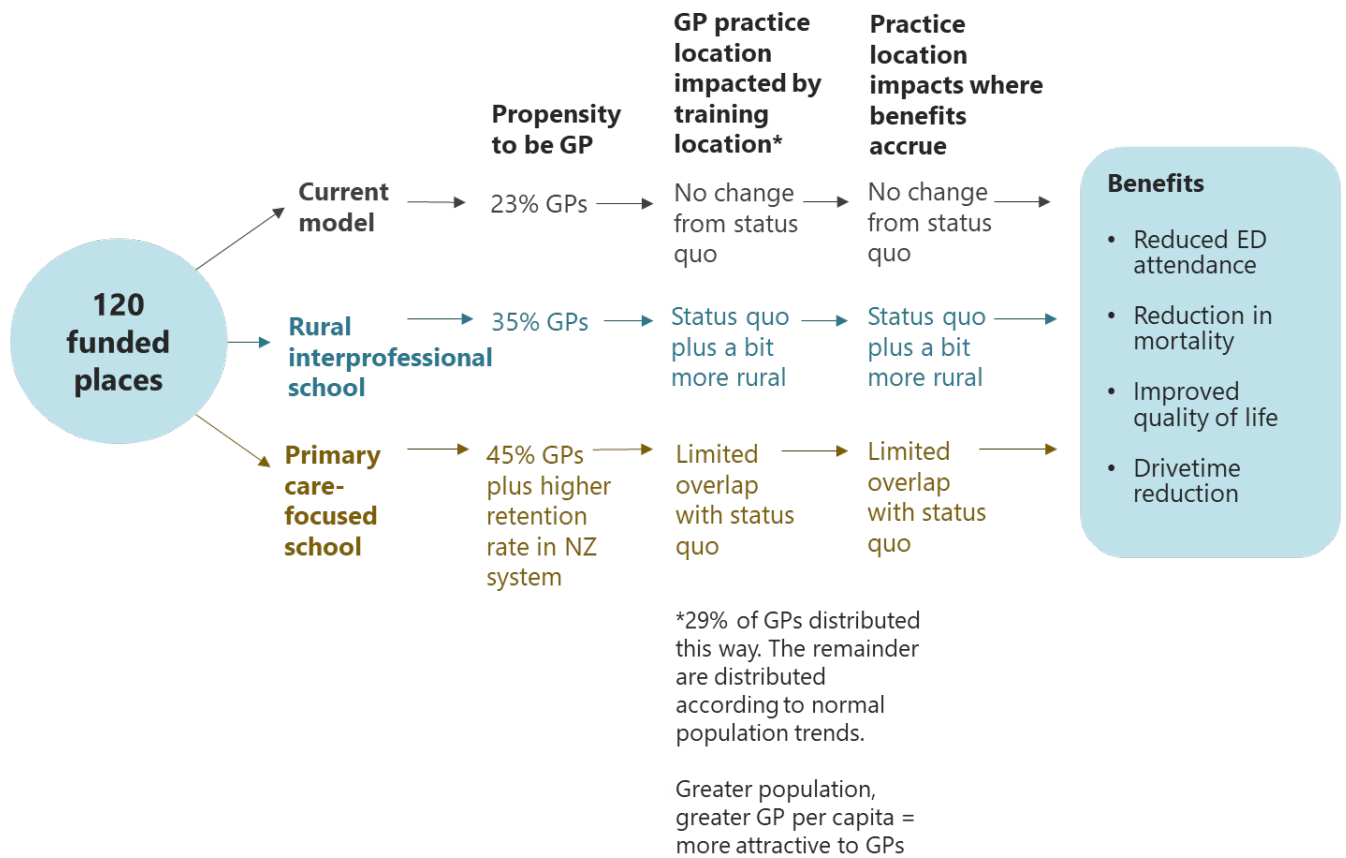 120
funded
places
Propensity
to be GP
GP practice
location
impacted by
training
location*
Practice
location
impacts where
benefits
accrue
Current
model
23% GPs
No change
from status
quo
No change
from status
quo
Rural
interprofessional
school
35% GPs
Status quo
plus a bit
more rural
Status quo
plus a bit
more rural
Primary
care-
focused
school
45% GPs
plus higher
retention
rate in NZ
system
Limited
overlap
with status
quo
Limited
overlap
with status
quo
*29% of GPs distributed
this way. The remainder
are distributed
according to normal
population trends.
Greater population,
greater GP per capita =
more attractive to GPs
Benefits
• Reduced ED
attendance
• Reduction in
mortality
• Improved
quality of life
• Drivetime
reduction